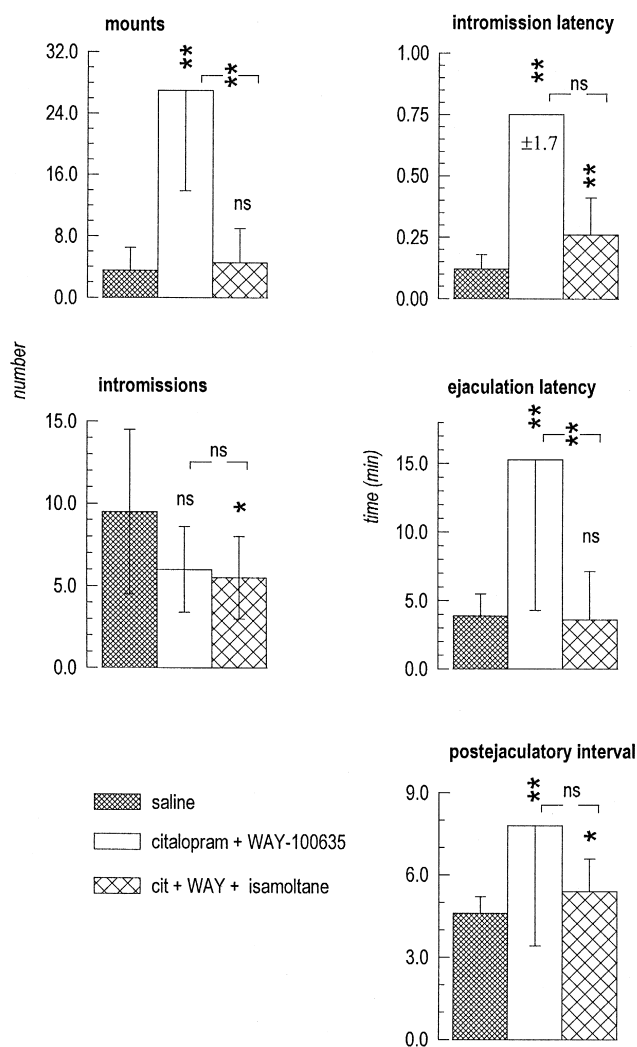 mounts
32.0
24.0
16.0
8.0
0.0
**
**
ns
intromission latency
1.00
0.75
0.50
0.25
0.00
**
ns
±1.7
**
number
intromissions
15.0
10.0
5.0
0.0
ns
ns
*
ejaculation latency
time (min)
15.0
10.0
5.0
0.0
**
**
ns
saline
citalopram + WAY-100635
cit + WAY + isamoltane
postejaculatory interval
9.0
6.0
3.0
0.0
**
ns
*